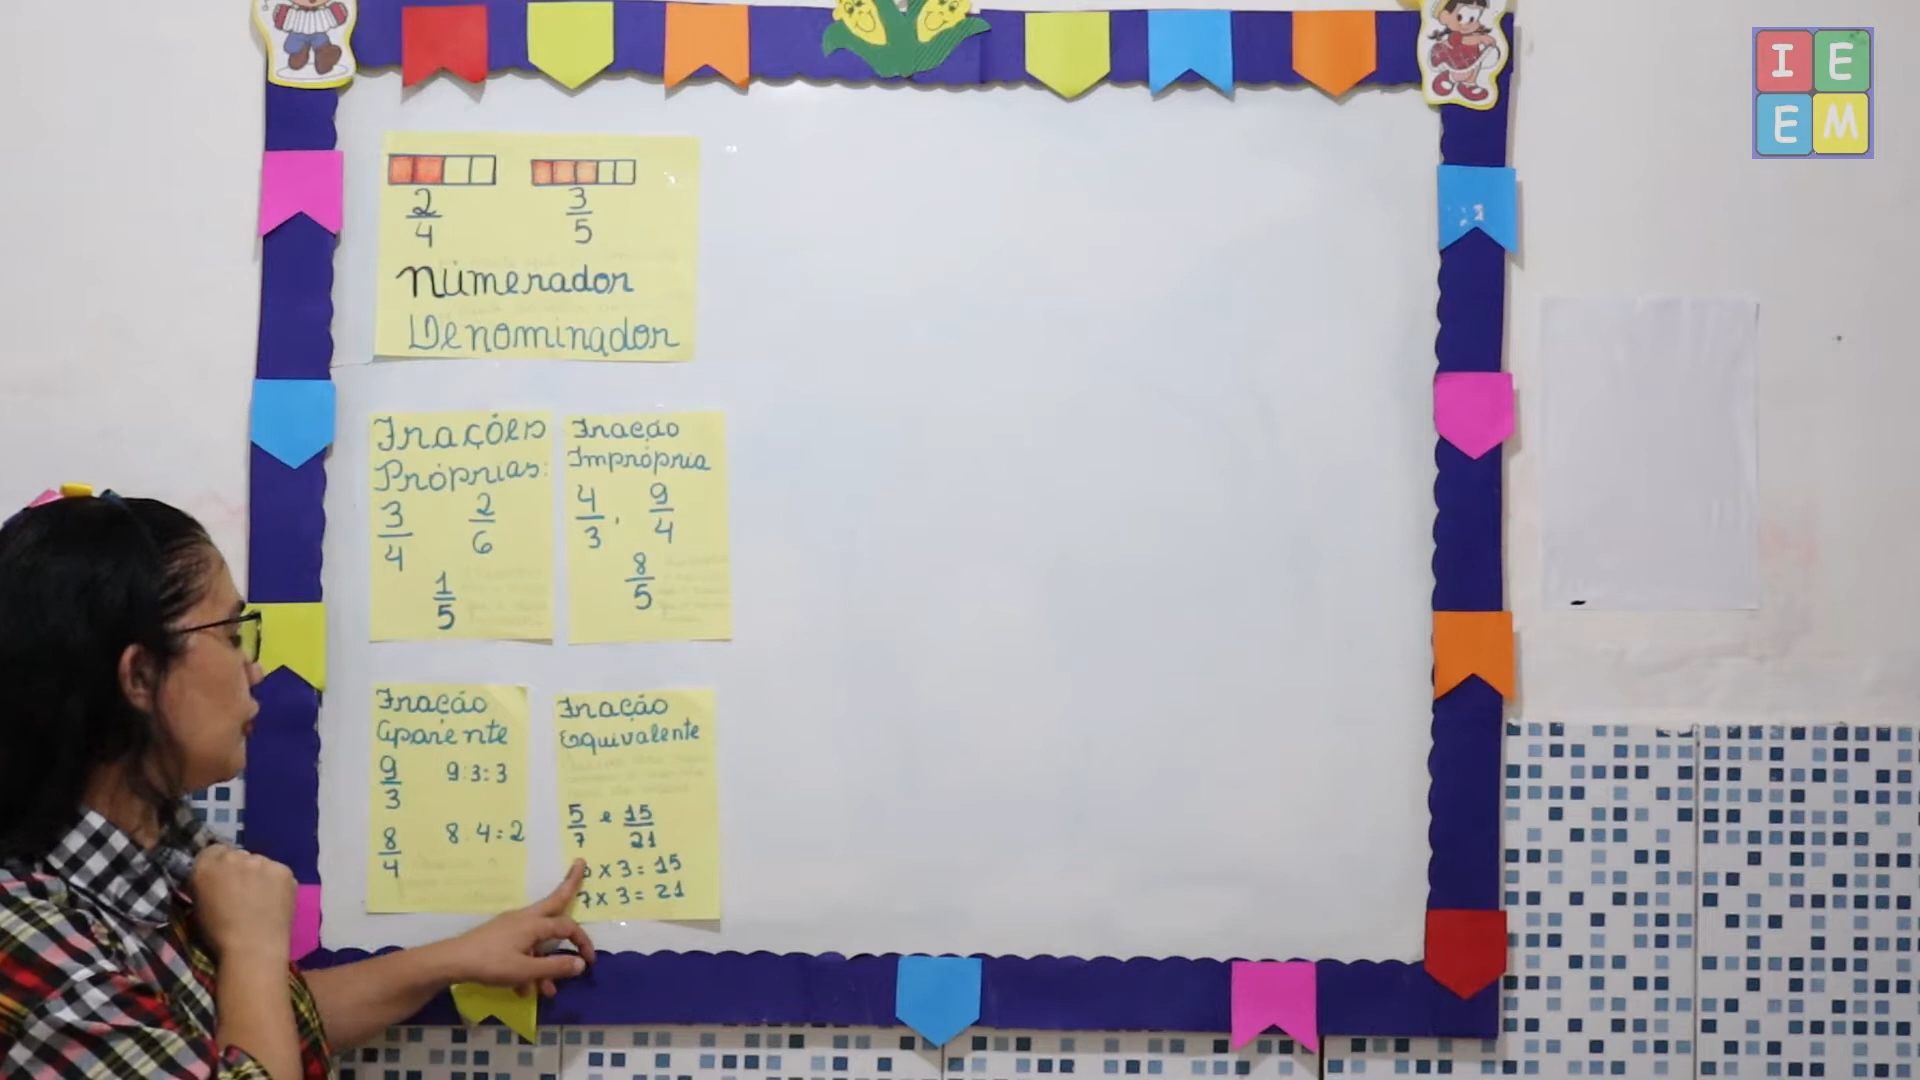 2/4 3/5
Numerador
Denominador
Frações
Próprias:
3/4 2/6
1/5
Fração
Imprópria
4/3, 9/4
8/5
Fração
Aparente
9/3 9:3:3
8/4 8.4=2
Fração
Equivalente
5/7 e 15/21
x 3 = 15
7 x 3 = 21
I E
E M